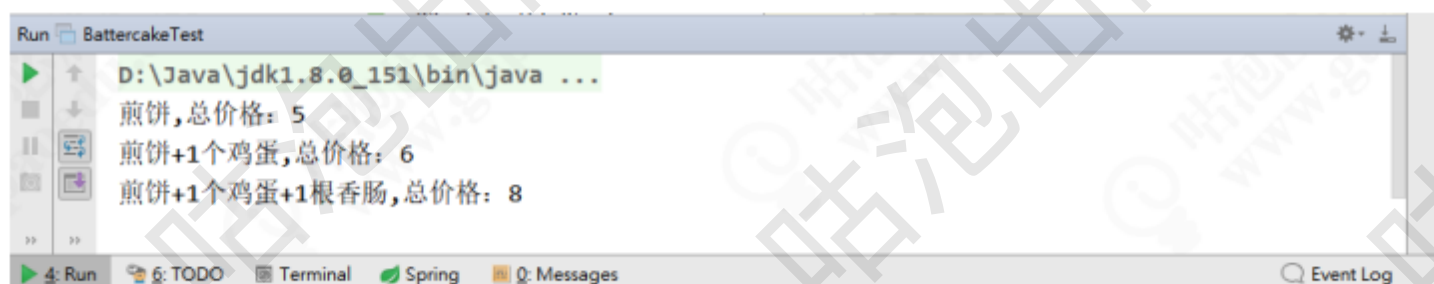 Run BattercakeTest
D:\Java\jdk1.8.0_151\bin\java ...
煎饼,总价格：5
煎饼+1个鸡蛋,总价格：6
煎饼+1个鸡蛋+1根香肠,总价格：8
4: Run 6: TODO Terminal Spring 0: Messages Event Log